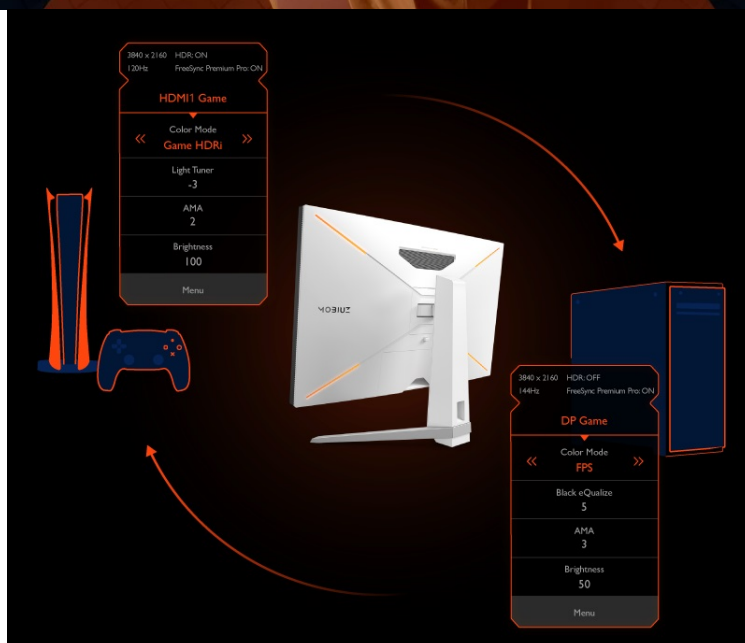 3840 x 2160 HDR: ON
120Hz FreeSync Premium Pro: ON
HDMI1 Game
Color Mode
« Game HDRi »
Light Tuner
-3
AMA
2
Brightness
100
Menu
MOBIUZ
3840 x 2160 HDR: OFF
144Hz FreeSync Premium Pro: ON
DP Game
Color Mode
« FPS »
Black eQualize
5
AMA
3
Brightness
50
Menu